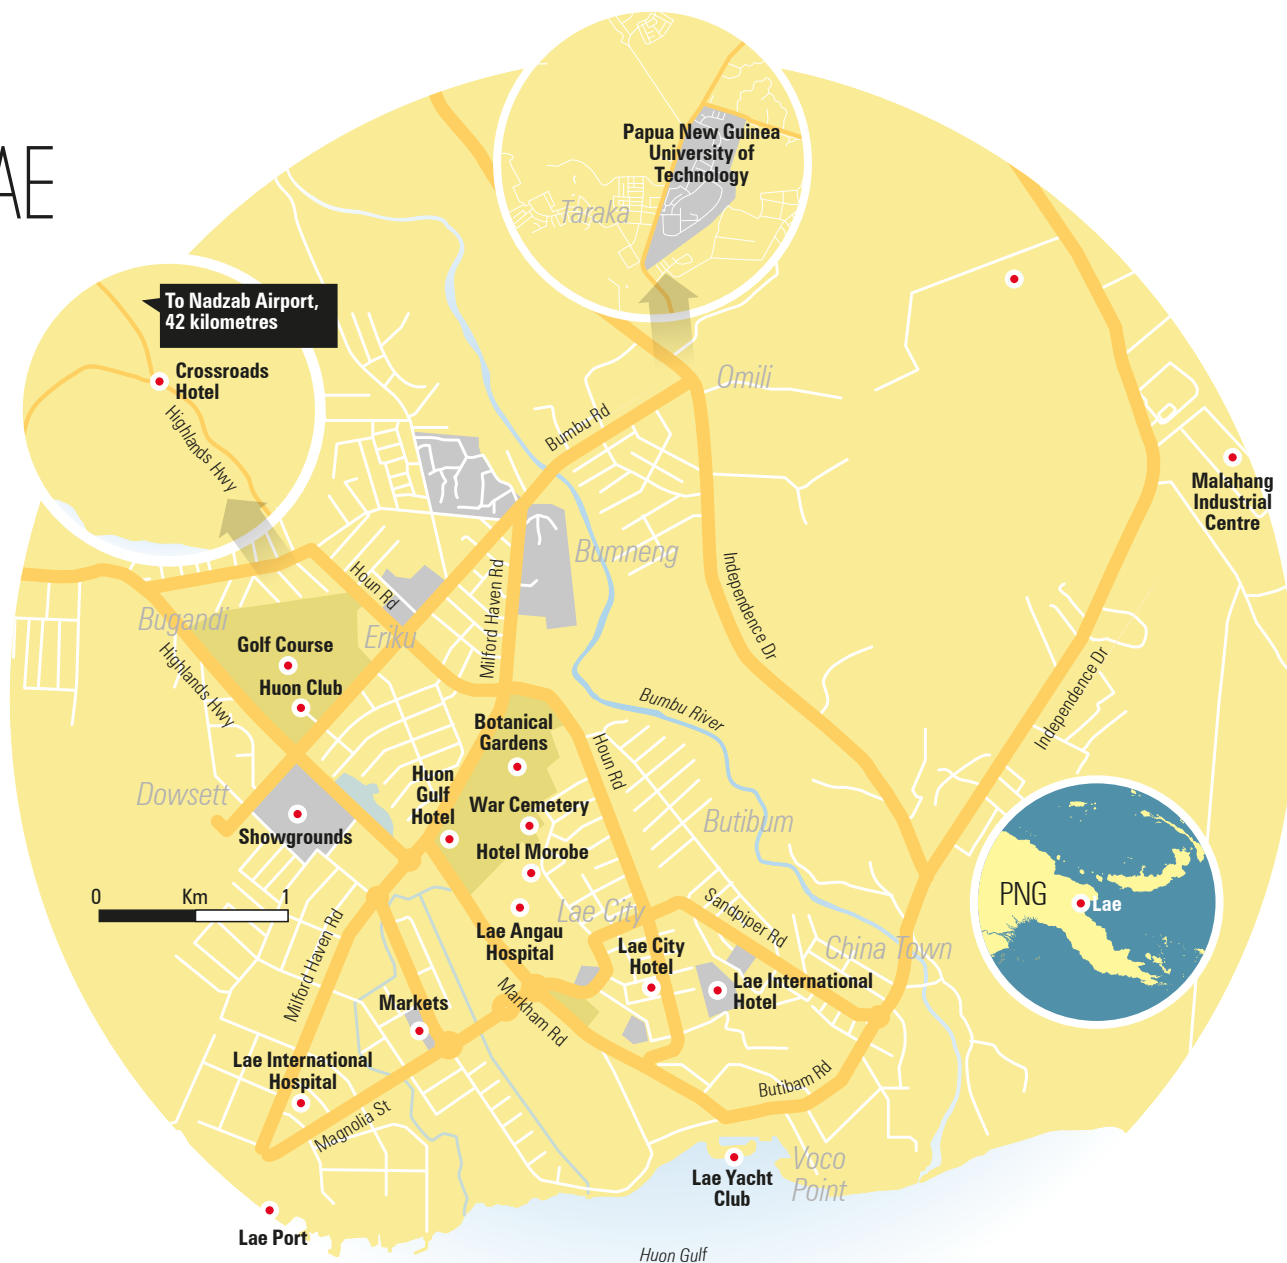 AE
Papua New Guinea
University of
Technology
Taraka
To Nadzab Airport,
42 kilometres
Crossroads
Hotel
Highlands Hwy
Omili
Bumbu Rd
Malahang
Industrial
Centre
Bumneng
Houn Rd
Milford Haven Rd
Independence Dr
Bugandi
Eriku
Golf Course
Huon Club
Highlands Hwy
Independence Dr
Bumbu River
Botanical
Gardens
Houn Rd
Huon
Gulf
Hotel
Dowsett
War Cemetery
Butibum
Showgrounds
Hotel Morobe
0 Km 1
PNG
Lae
Lae City
Sandpiper Rd
Lae Angau
Hospital
China Town
Lae City
Hotel
Milford Haven Rd
Lae International
Hotel
Markets
Markham Rd
Lae International
Hospital
Butibam Rd
Magnolia St
Lae Yacht
Club
Voco
Point
Lae Port
Huon Gulf